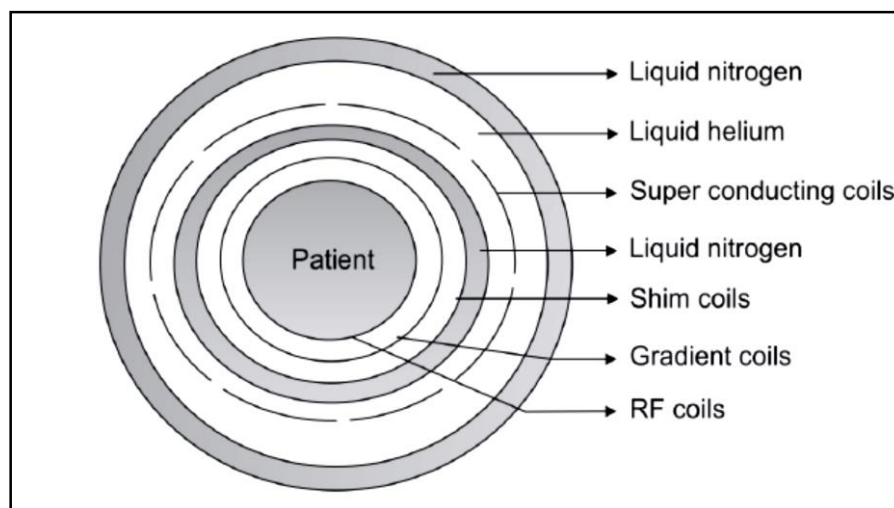 Liquid nitrogen
Liquid helium
Super conducting coils
Patient
Liquid nitrogen
Shim coils
Gradient coils
RF coils